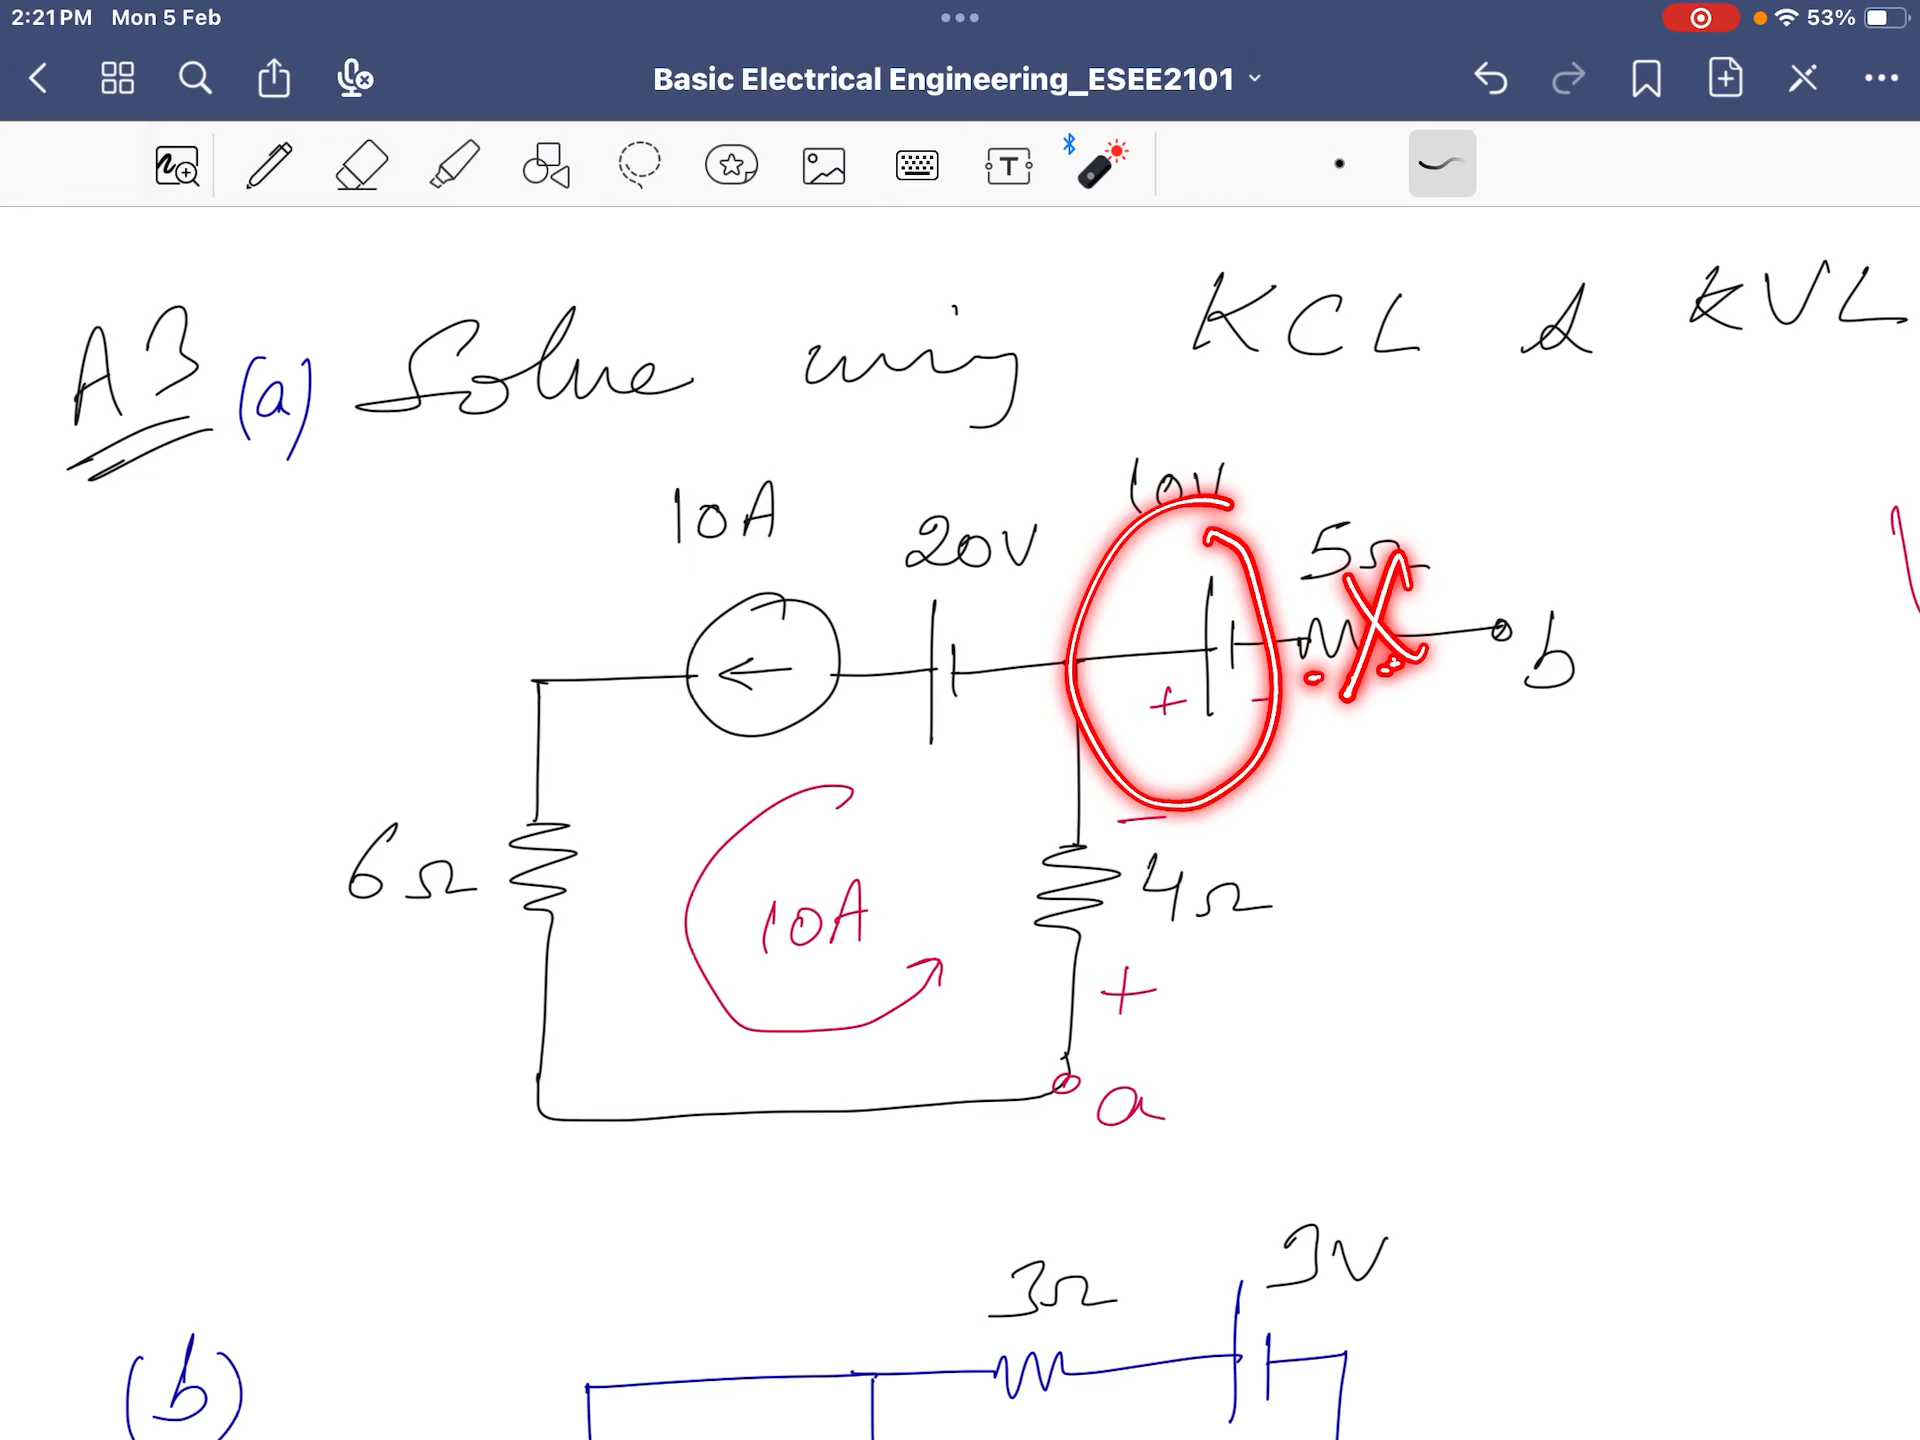 2:21 PM Mon 5 Feb
53%
Basic Electrical Engineering_ESEE2101
T
A3 (a) Solve using KCL & KVL
10A
20V
10V
5Ω
b
+ -
-
6Ω
10A
4Ω
+
a
3Ω
3V
(b)